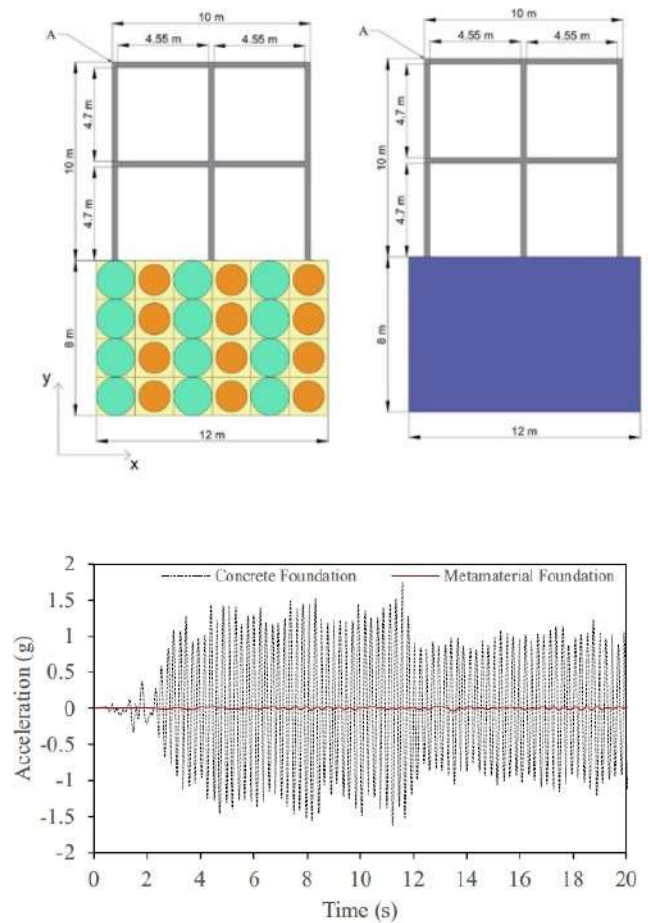 10 m
4.55 m
4.55 m
A
4.7 m
10 m
4.7 m
8 m
y
x
12 m
10 m
4.55 m
4.55 m
A
4.7 m
10 m
4.7 m
8 m
12 m
2
1.5
1
0.5
0
-0.5
-1
-1.5
-2
Acceleration (g)
Concrete Foundation
Metamaterial Foundation
0 2 4 6 8 10 12 14 16 18 20
Time (s)